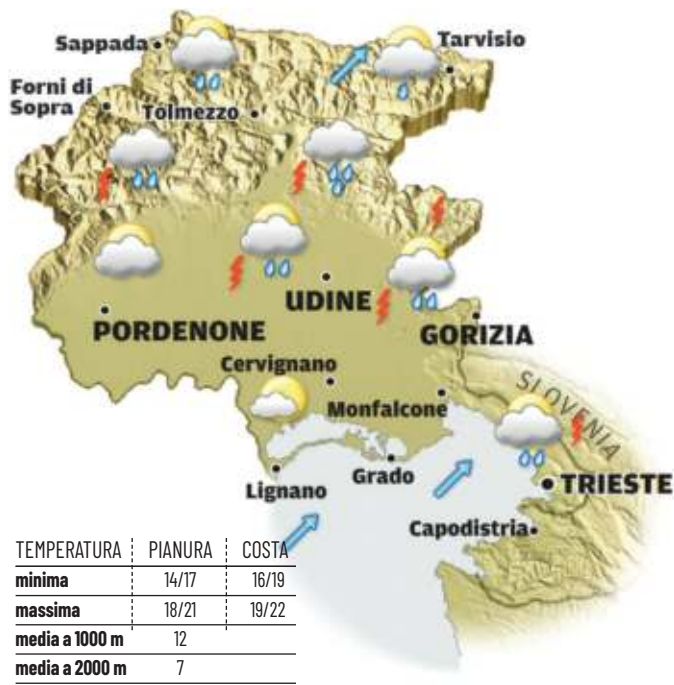 Sappada
Tarvisio
Forni di
Sopra
Tolmezzo
UDINE
PORDENONE
GORIZIA
Cervignano
SLOVENIA
Monfalcone
Grado
Lignano
TRIESTE
Capodistria
TEMPERATURA PIANURA COSTA
minima 14/17 16/19
massima 18/21 19/22
media a 1000 m 12
media a 2000 m 7